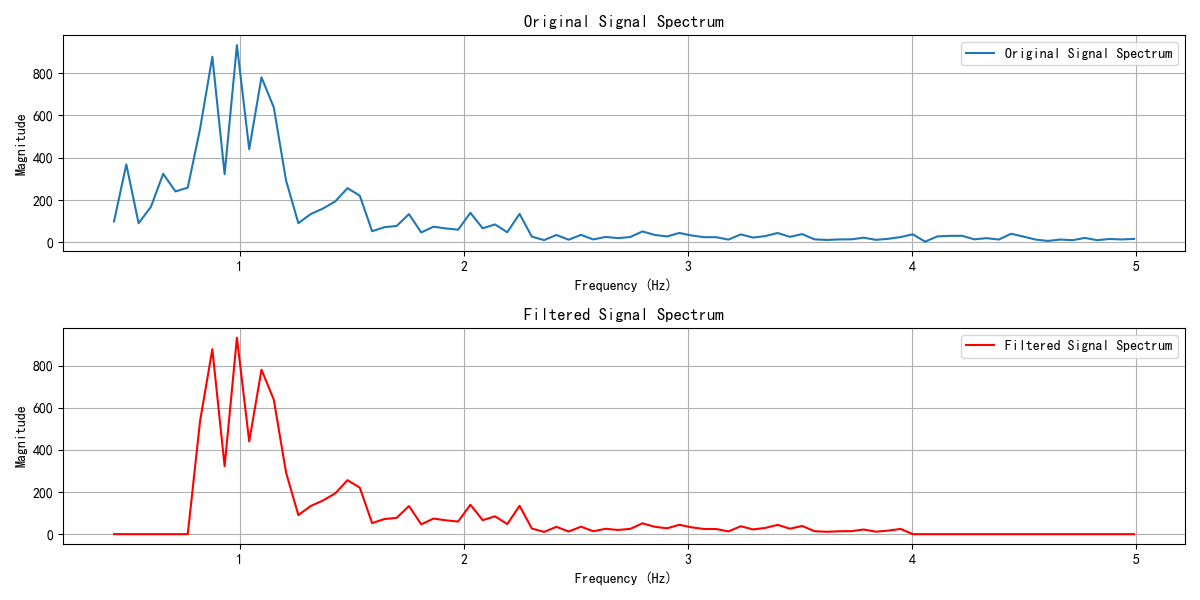 Original Signal Spectrum
Original Signal Spectrum
800
600
400
200
0
Magnitude
1
2
3
4
5
Frequency (Hz)
Filtered Signal Spectrum
Filtered Signal Spectrum
800
600
400
200
0
Magnitude
1
2
3
4
5
Frequency (Hz)